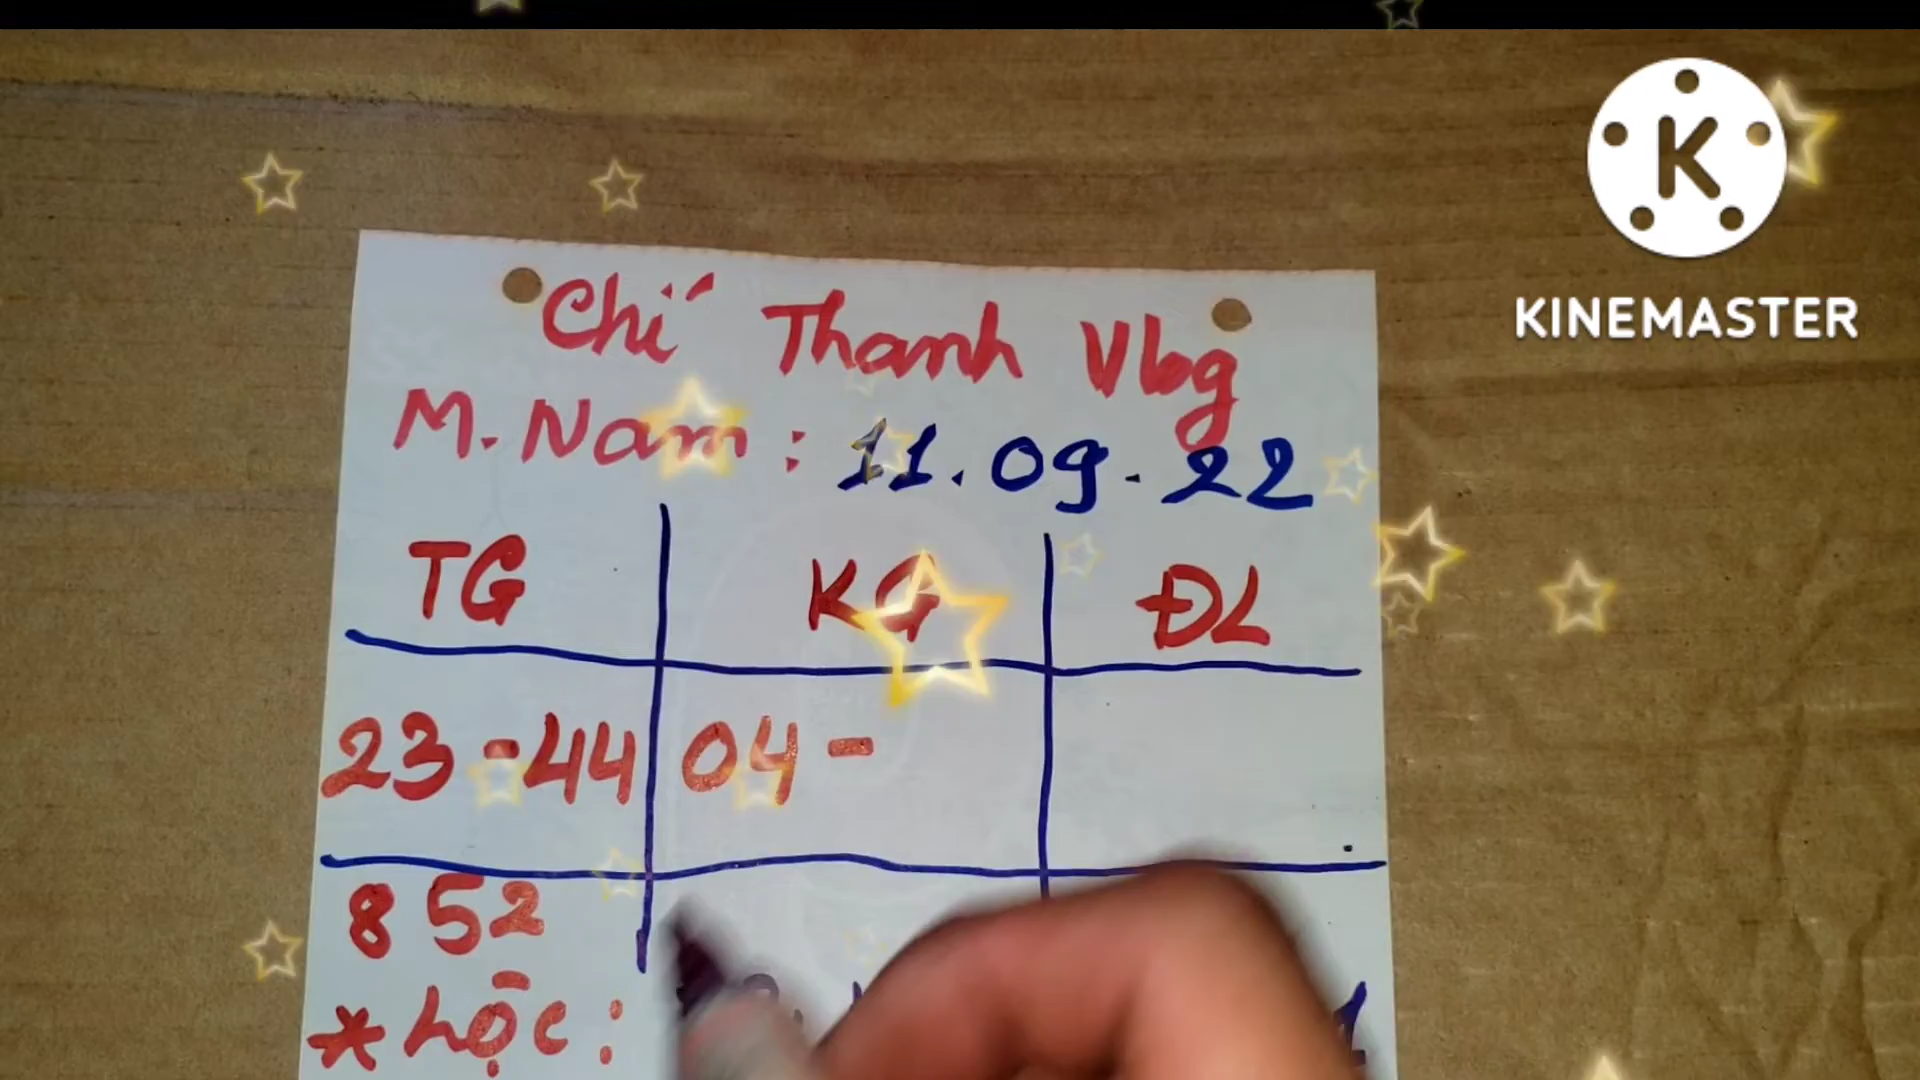 KINEMASTER
Chí Thanh Vlog
M. Nam : 11.09.22
TG KG ĐL
23-44 04-
852
* Lộc: